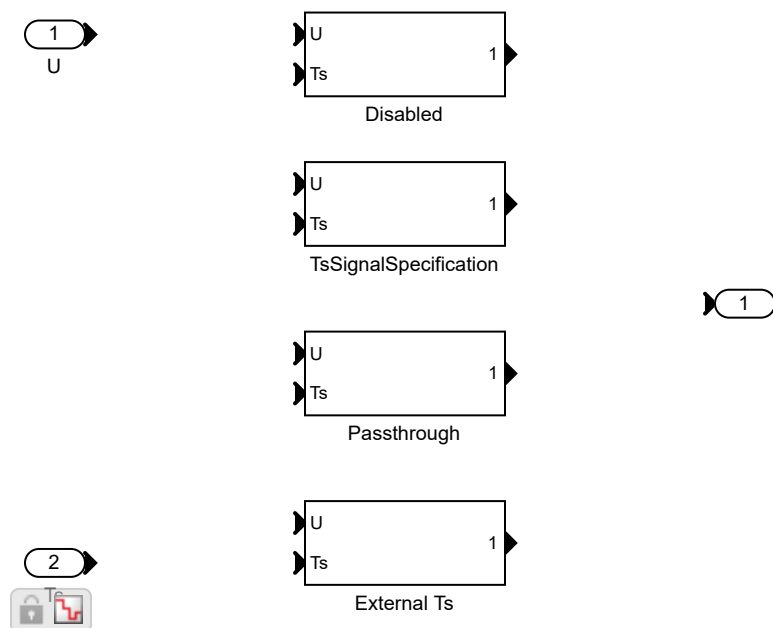 1
U
U
Ts
1
Disabled
U
Ts
1
TsSignalSpecification
1
U
Ts
1
Passthrough
2
Ts
U
Ts
1
External Ts